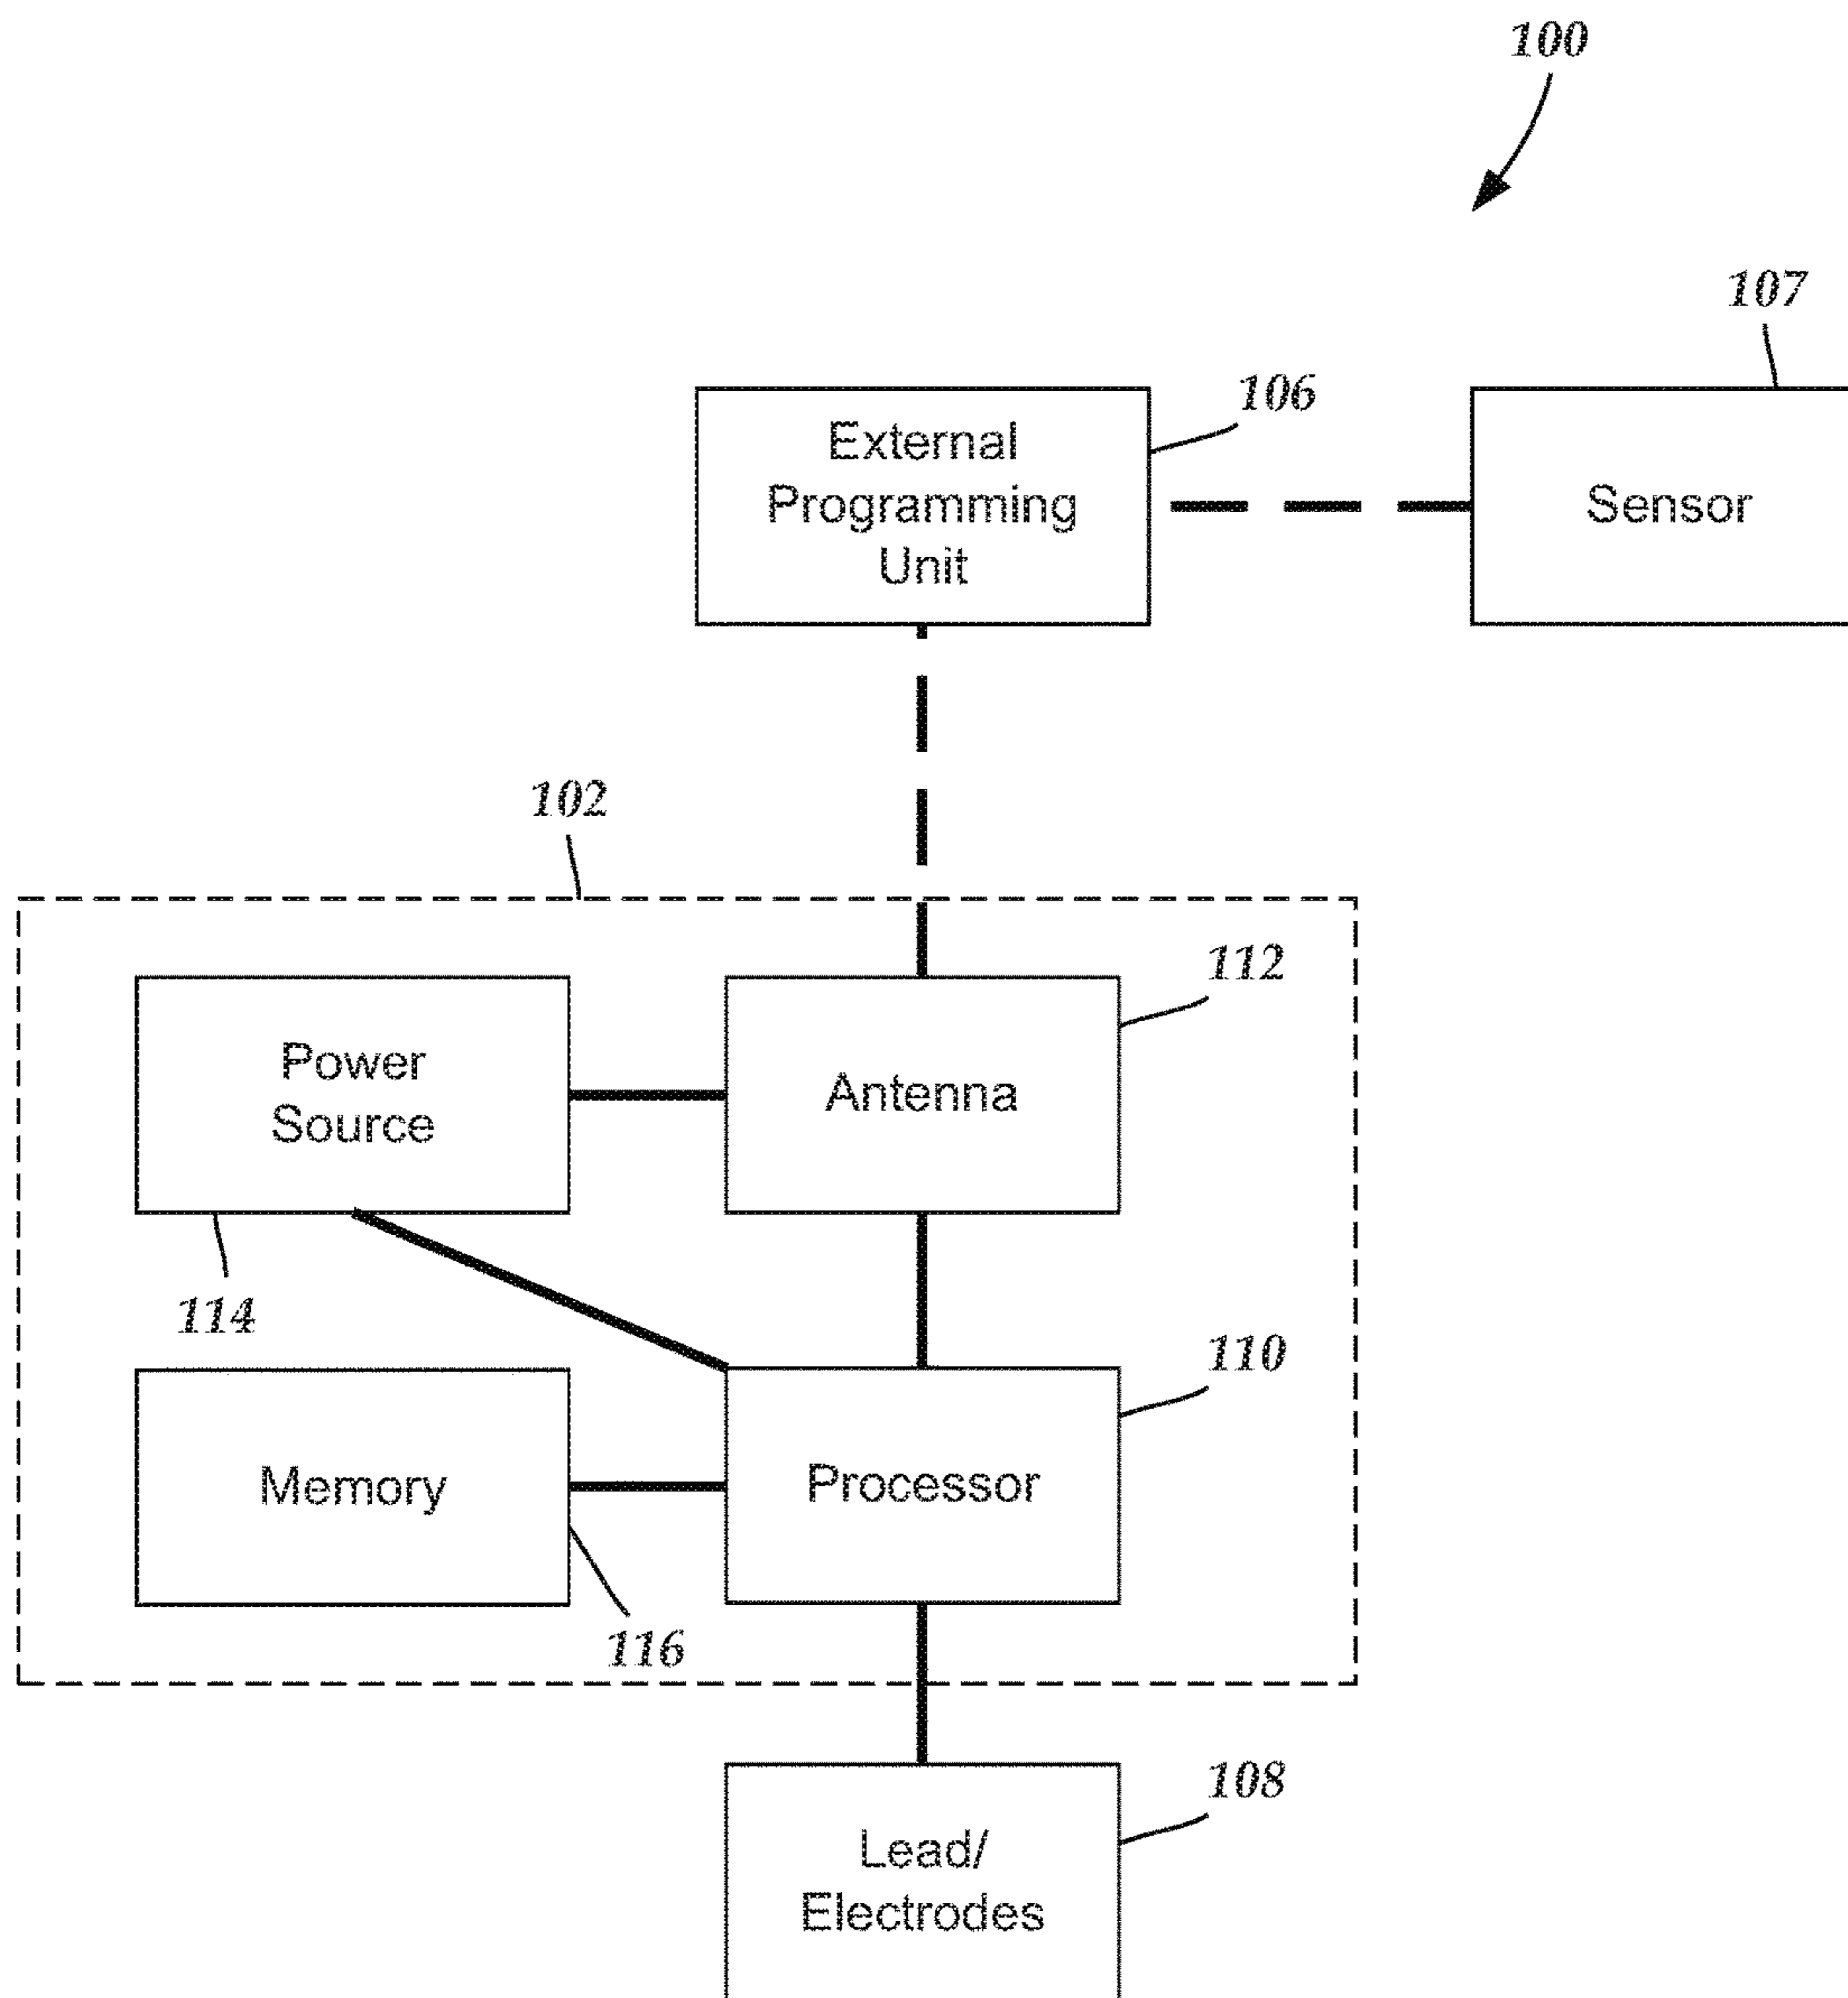 100
107
106
External
Programming
Unit
Sensor
102
112
Power
Source
Antenna
114
110
Memory
Processor
116
108
Lead/
Electrodes